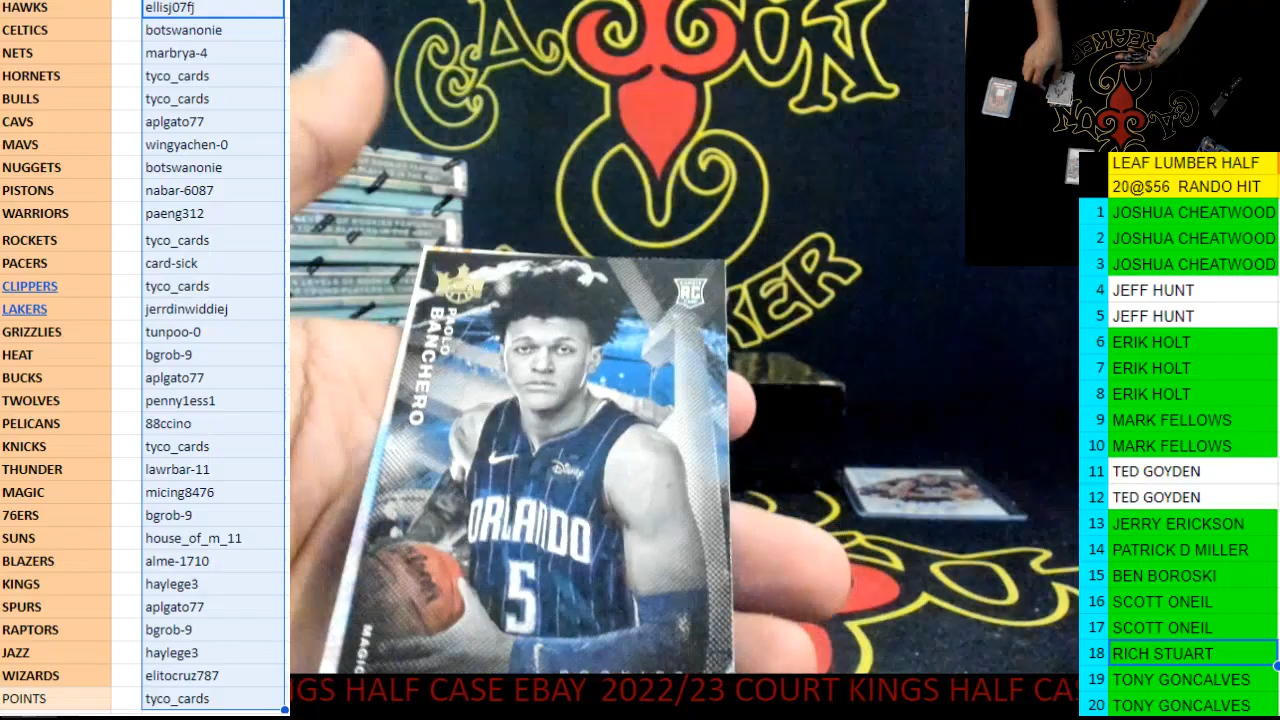 HAWKS ellisj07fj
CELTICS botswanonie
NETS marbrya-4
HORNETS tyco_cards
BULLS tyco_cards
CAVS aplgato77
MAVS wingyachen-0
NUGGETS botswanonie
PISTONS nabar-6087
WARRIORS paeng312
ROCKETS tyco_cards
PACERS card-sick
CLIPPERS tyco_cards
LAKERS jerrdinwiddiej
GRIZZLIES tunpoo-0
HEAT bgrob-9
BUCKS aplgato77
TWOLVES penny1ess1
PELICANS 88ccino
KNICKS tyco_cards
THUNDER lawrbar-11
MAGIC micing8476
76ERS bgrob-9
SUNS house_of_m_11
BLAZERS alme-1710
KINGS haylege3
SPURS aplgato77
RAPTORS bgrob-9
JAZZ haylege3
WIZARDS elitocruz787
POINTS tyco_cards
CAJUN
BREAKER
RC
PAOLO
BANCHERO
Disney
ORLANDO
5
MAGIC
LEAF LUMBER HALF
20@$56 RANDO HIT
1 JOSHUA CHEATWOOD
2 JOSHUA CHEATWOOD
3 JOSHUA CHEATWOOD
4 JEFF HUNT
5 JEFF HUNT
6 ERIK HOLT
7 ERIK HOLT
8 ERIK HOLT
9 MARK FELLOWS
10 MARK FELLOWS
11 TED GOYDEN
12 TED GOYDEN
13 JERRY ERICKSON
14 PATRICK D MILLER
15 BEN BOROSKI
16 SCOTT ONEIL
17 SCOTT ONEIL
18 RICH STUART
19 TONY GONCALVES
20 TONY GONCALVES
NGS HALF CASE EBAY 2022/23 COURT KINGS HALF CAS